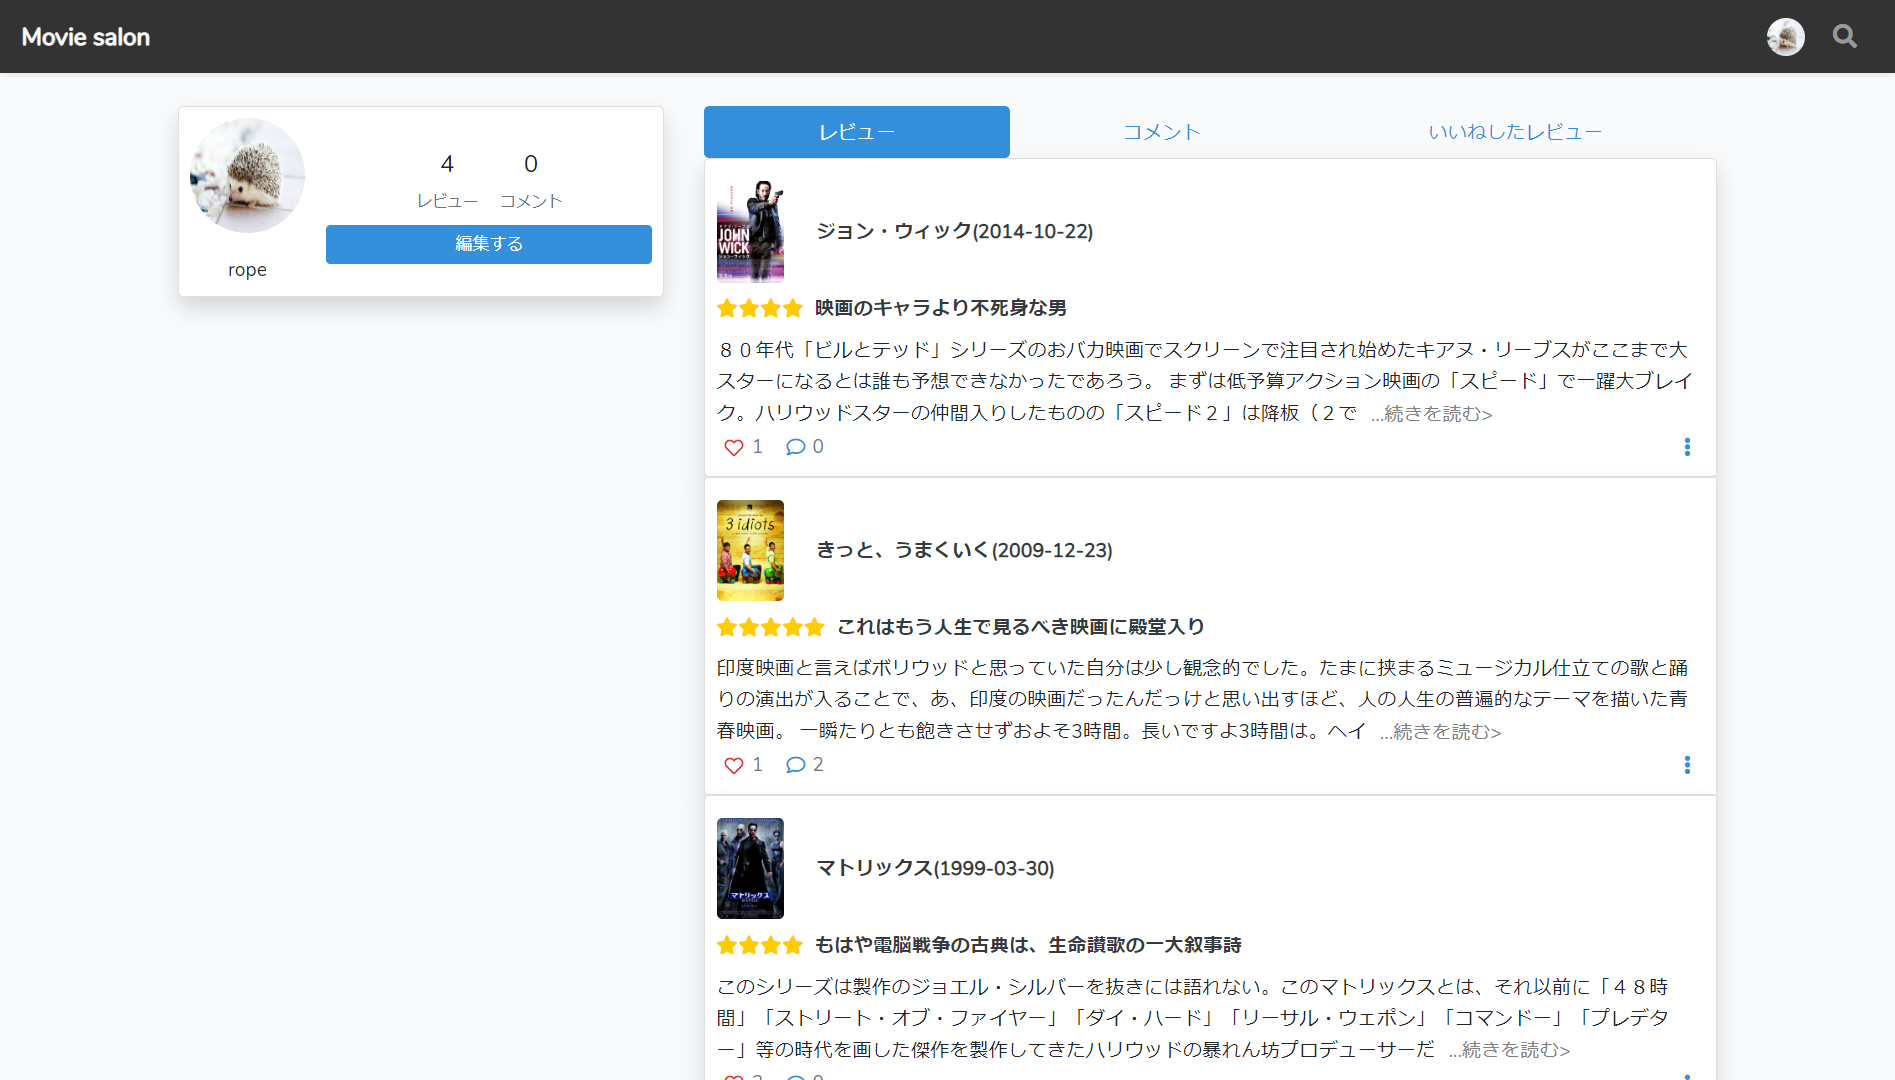 Movie salon
4
0
レビュー
コメント
編集する
rope
レビュー
コメント
いいねしたレビュー
JOHN
WICK
ジョン・ウィック
ジョン・ウィック(2014-10-22)
映画のキャラより不死身な男
８０年代「ビルとテッド」シリーズのおバカ映画でスクリーンで注目され始めたキアヌ・リーブスがここまで大
スターになるとは誰も予想できなかったであろう。 まずは低予算アクション映画の「スピード」で一躍大ブレイ
ク。ハリウッドスターの仲間入りしたものの「スピード２」は降板（２で ...続きを読む>
1
0
3 idiots
きっと、うまくいく(2009-12-23)
これはもう人生で見るべき映画に殿堂入り
印度映画と言えばボリウッドと思っていた自分は少し観念的でした。たまに挟まるミュージカル仕立ての歌と踊
りの演出が入ることで、あ、印度の映画だったんだっけと思い出すほど、人の人生の普遍的なテーマを描いた青
春映画。 一瞬たりとも飽きさせずおよそ3時間。長いですよ3時間は。ヘイ ...続きを読む>
1
2
マトリックス
マトリックス(1999-03-30)
もはや電脳戦争の古典は、生命讃歌の一大叙事詩
このシリーズは製作のジョエル・シルバーを抜きには語れない。このマトリックスとは、それ以前に「４８時
間」「ストリート・オブ・ファイヤー」「ダイ・ハード」「リーサル・ウェポン」「コマンドー」「プレデタ
ー」等の時代を画した傑作を製作してきたハリウッドの暴れん坊プロデューサーだ ...続きを読む>